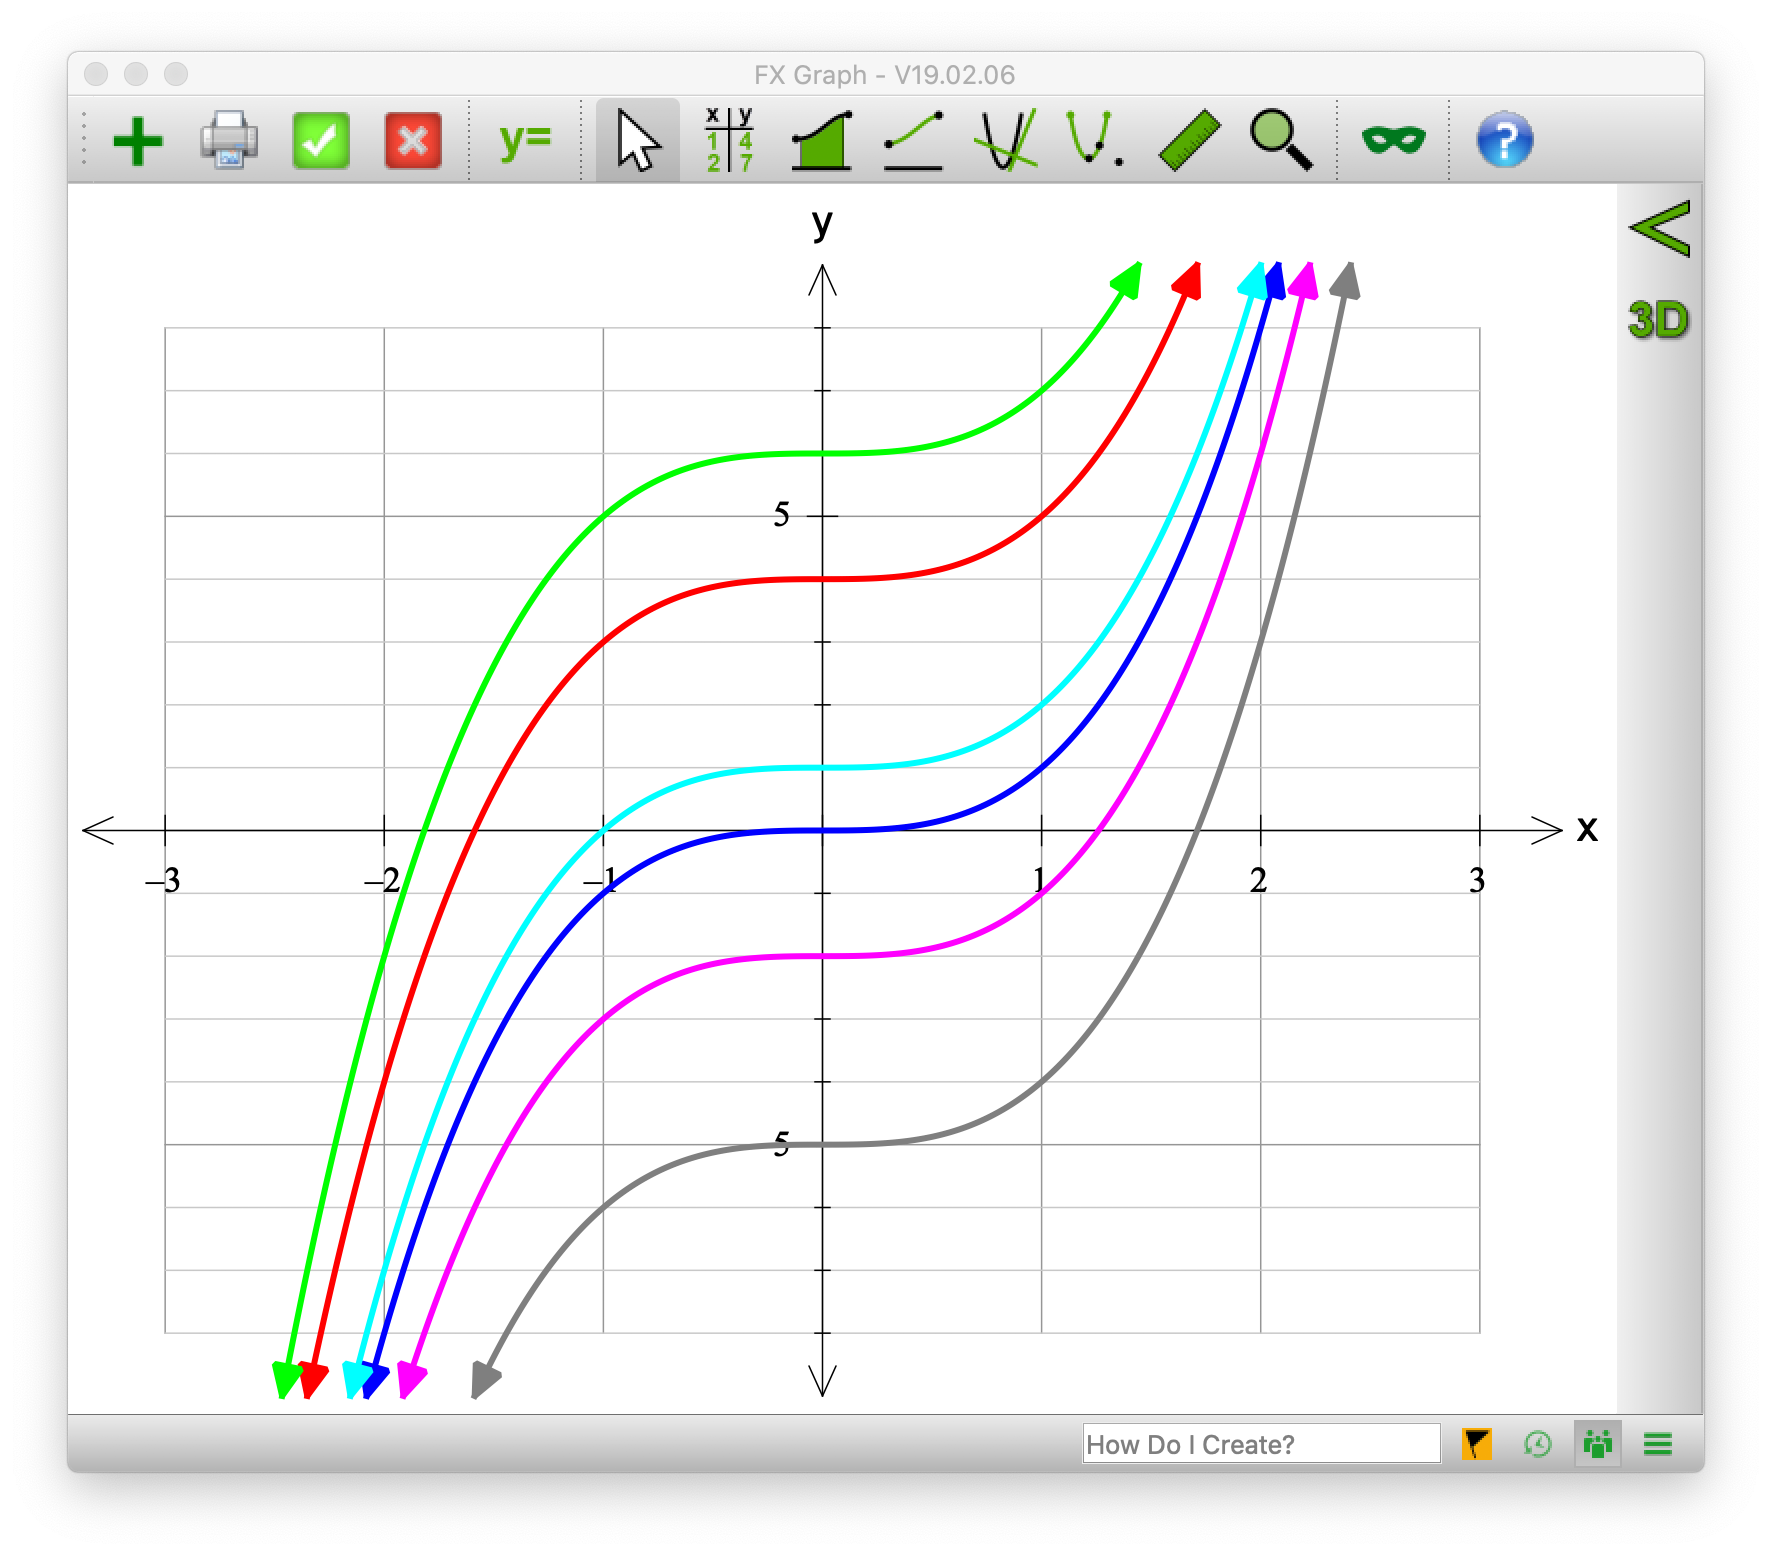 FX Graph - V19.02.06
y=
x y
1 4
2 7
?
3D
y
5
x
–3 –2 –1 1 2 3
5
How Do I Create?